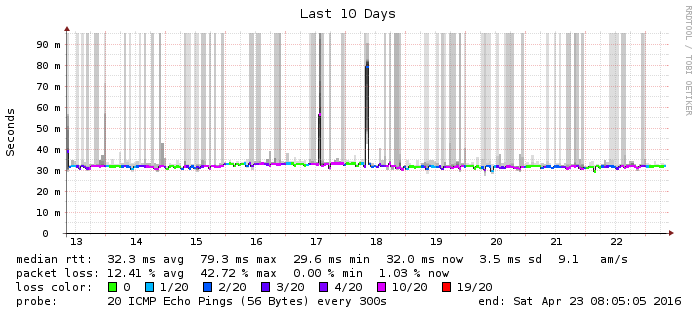 Last 10 Days
RRDTOOL / TOBI OETIKER
Seconds
90 m
80 m
70 m
60 m
50 m
40 m
30 m
20 m
10 m
0
13 14 15 16 17 18 19 20 21 22
median rtt: 32.3 ms avg 79.3 ms max 29.6 ms min 32.0 ms now 3.5 ms sd 9.1 am/s
packet loss: 12.41 % avg 42.72 % max 0.00 % min 1.03 % now
loss color: 0 1/20 2/20 3/20 4/20 10/20 19/20
probe: 20 ICMP Echo Pings (56 Bytes) every 300s end: Sat Apr 23 08:05:05 2016